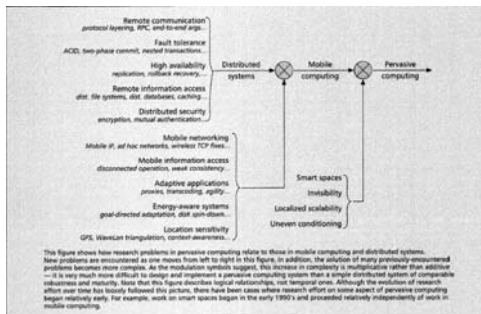 Remote communication
protocol layering, RPC, end-to-end args...
Fault tolerance
ACID, two-phase commit, nested transactions...
High availability
replication, rollback recovery,...
Remote information access
dist. file systems, dist. databases, caching...
Distributed security
encryption, mutual authentication...
Distributed
systems
Mobile
computing
Pervasive
computing
Mobile networking
Mobile IP, ad hoc networks, wireless TCP fixes...
Mobile information access
disconnected operation, weak consistency...
Adaptive applications
proxies, transcoding, agility...
Energy-aware systems
goal-directed adaptation, disk spin-down...
Location sensitivity
GPS, WaveLan triangulation, context-awareness...
Smart spaces
Invisibility
Localized scalability
Uneven conditioning
This figure shows how research problems in pervasive computing relate to those in mobile computing and distributed systems.
New problems are encountered as one moves from left to right in this figure. In addition, the solution of many previously-encountered
problems becomes more complex. As the modulation symbols suggest, this increase in complexity is multiplicative rather than additive
— it is very much more difficult to design and implement a pervasive computing system than a simple distributed system of comparable
robustness and maturity. Note that this figure describes logical relationships, not temporal ones. Although the evolution of research
effort over time has loosely followed this picture, there have been cases where research effort on some aspect of pervasive computing
began relatively early. For example, work on smart spaces began in the early 1990's and proceeded relatively independently of work in
mobile computing.